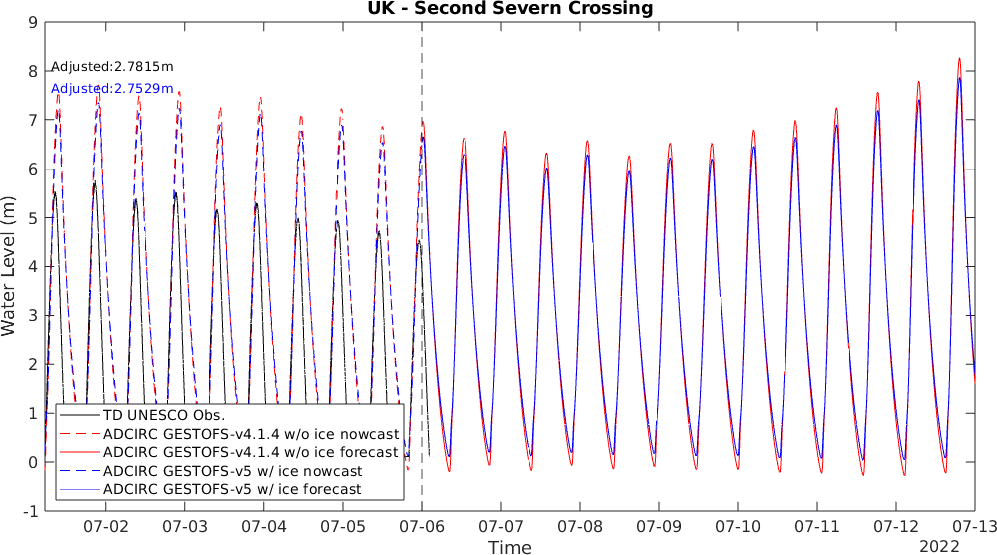 UK - Second Severn Crossing
9
8
7
6
5
4
3
2
1
0
-1
Water Level (m)
Adjusted:2.7815m
Adjusted:2.7529m
TD UNESCO Obs.
ADCIRC GESTOFS-v4.1.4 w/o ice nowcast
ADCIRC GESTOFS-v4.1.4 w/o ice forecast
ADCIRC GESTOFS-v5 w/ ice nowcast
ADCIRC GESTOFS-v5 w/ ice forecast
07-02 07-03 07-04 07-05 07-06 07-07 07-08 07-09 07-10 07-11 07-12 07-13
Time
2022